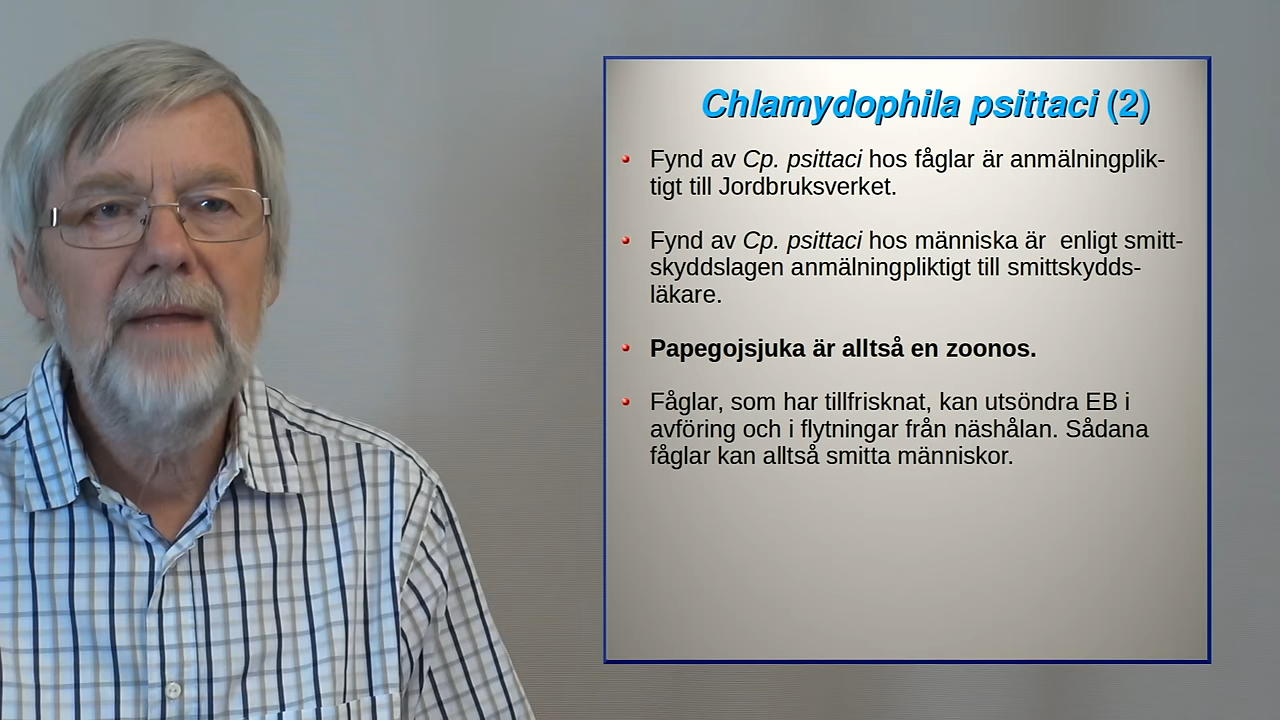 Chlamydophila psittaci (2)
Fynd av Cp. psittaci hos fåglar är anmälningplik-
tigt till Jordbruksverket.
Fynd av Cp. psittaci hos människa är  enligt smitt-
skyddslagen anmälningpliktigt till smittskydds-
läkare.
Papegojsjuka är alltså en zoonos.
Fåglar, som har tillfrisknat, kan utsöndra EB i
avföring och i flytningar från näshålan. Sådana
fåglar kan alltså smitta människor.